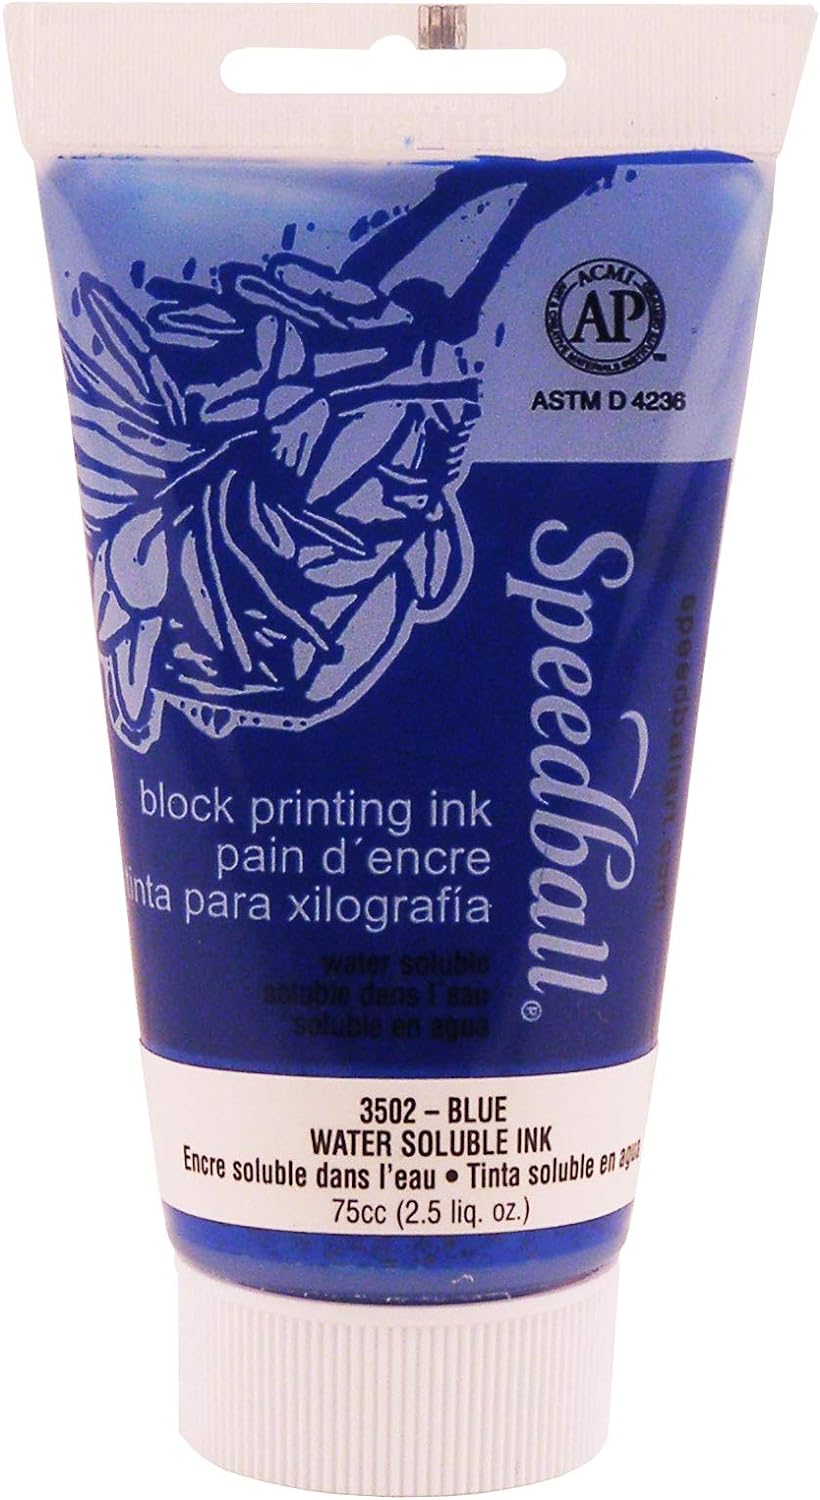 ACMI
AP
ASTM D 4236
Speedball®
speedballart.com
block printing ink
pain d´encre
tinta para xilografía
water soluble
soluble dans l'eau
soluble en agua
3502 – BLUE
WATER SOLUBLE INK
Encre soluble dans l'eau • Tinta soluble en agua
75cc (2.5 liq. oz.)